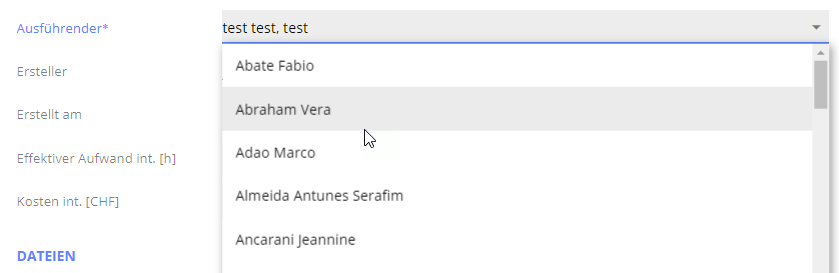 Ausführender* test test, test
Abate Fabio
Ersteller
Abraham Vera
Erstellt am
Adao Marco
Effektiver Aufwand int. [h]
Almeida Antunes Serafim
Kosten int. [CHF]
Ancarani Jeannine
DATEIEN